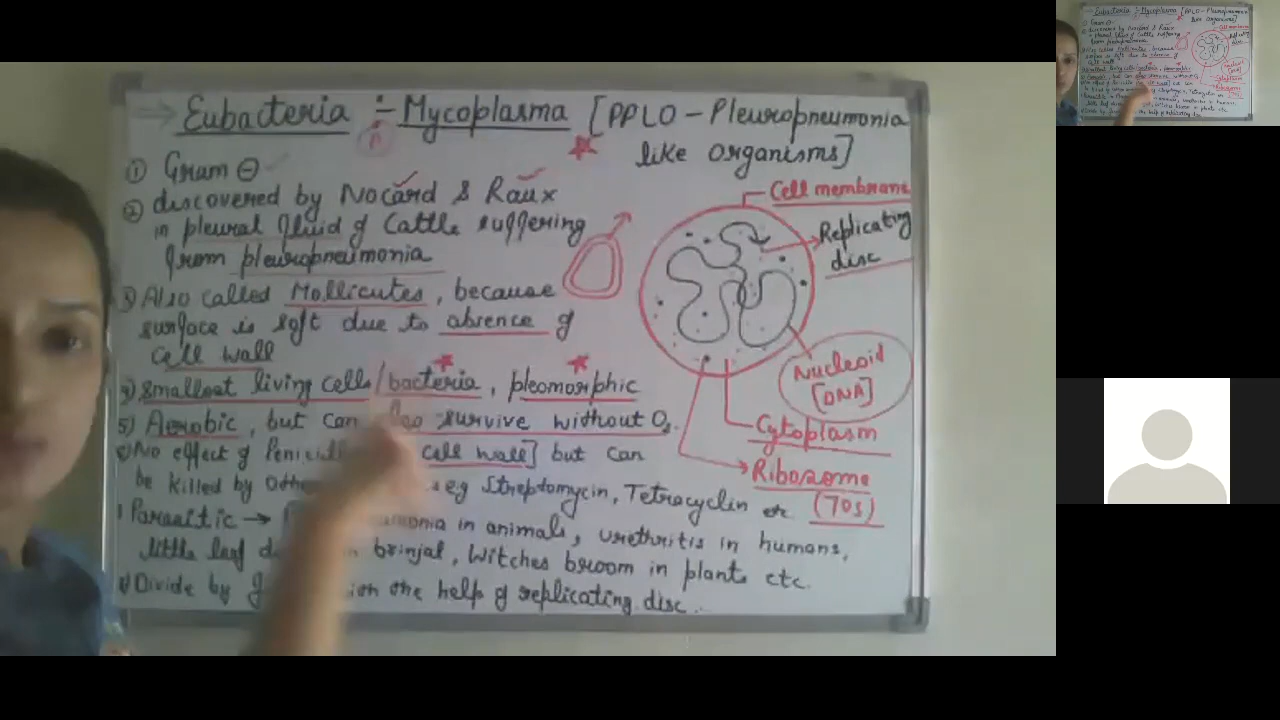 Eubacteria :- Mycoplasma [PPLO - Pleuropneumonia
like organisms]
① Gram ⊖
② discovered by Nocard & Raux
in pleural fluid of Cattle suffering
from pleuropneumonia
③ Also called Mollicutes, because
surface is soft due to absence of
cell wall
4) Smallest living cells/bacteria, pleomorphic
5) Aerobic, but can also survive without O2.
No effect of cell wall] but can
be killed by eg Streptomycin, Tetracyclin etc.
Parasitic → in animals, urethritis in humans,
little leaf in brinjal, Witches broom in plants etc.
Divide by the help of replicating disc.
Cell membrane
Replicating
disc
Nucleoid
[DNA]
Cytoplasm
Ribosome
(70s)